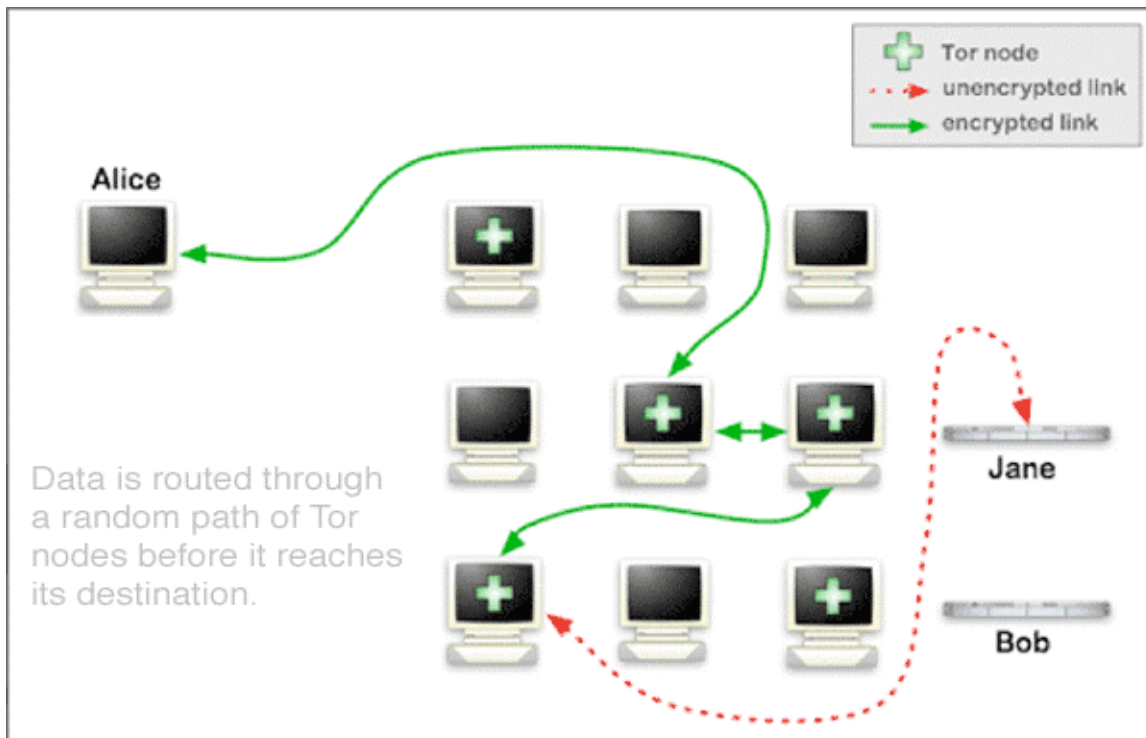 Tor node
unencrypted link
encrypted link
Alice
Jane
Data is routed through
a random path of Tor
nodes before it reaches
its destination.
Bob